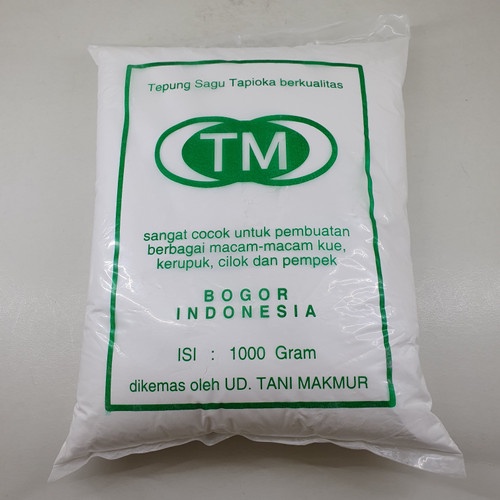 Tepung Sagu Tapioka berkualitas
TM
sangat cocok untuk pembuatan
berbagai macam-macam kue,
kerupuk, cilok dan pempek
BOGOR
INDONESIA
ISI : 1000 Gram
dikemas oleh UD. TANI MAKMUR